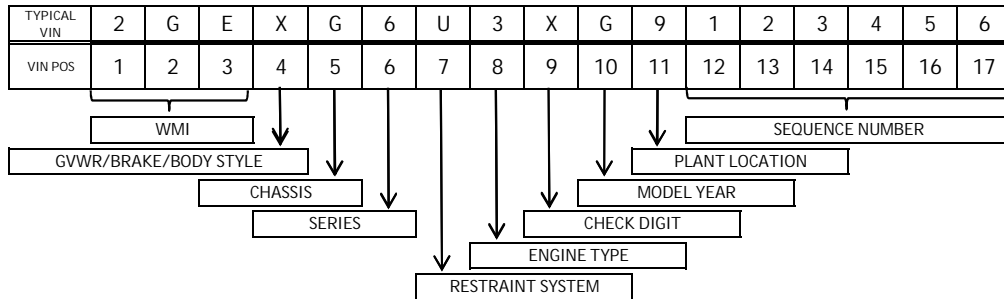 TYPICAL VIN 2 G E X G 6 U 3 X G 9 1 2 3 4 5 6
VIN POS 1 2 3 4 5 6 7 8 9 10 11 12 13 14 15 16 17
WMI SEQUENCE NUMBER
GVWR/BRAKE/BODY STYLE PLANT LOCATION
CHASSIS MODEL YEAR
SERIES CHECK DIGIT
ENGINE TYPE
RESTRAINT SYSTEM